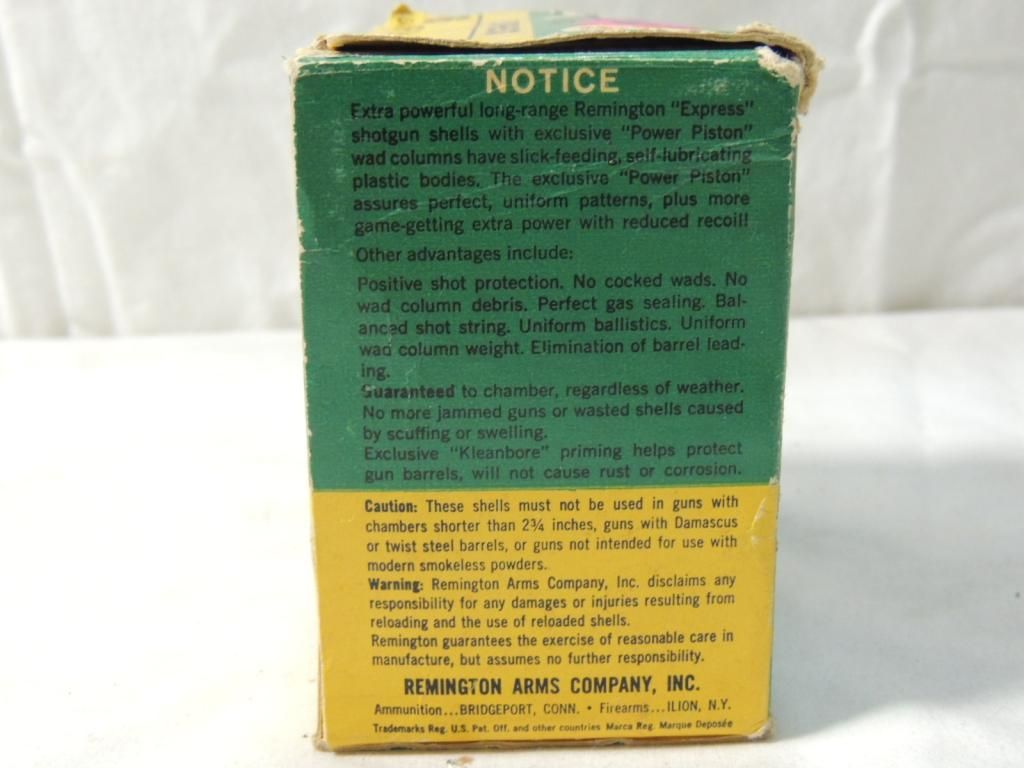 NOTICE
Extra powerful long-range Remington "Express"
shotgun shells with exclusive "Power Piston"
wad columns have slick-feeding, self-lubricating
plastic bodies. The exclusive "Power Piston"
assures perfect, uniform patterns, plus more
game-getting extra power with reduced recoil!
Other advantages include:
Positive shot protection. No cocked wads. No
wad column debris. Perfect gas sealing. Bal-
anced shot string. Uniform ballistics. Uniform
wad column weight. Elimination of barrel lead-
ing.
Guaranteed to chamber, regardless of weather.
No more jammed guns or wasted shells caused
by scuffing or swelling.
Exclusive "Kleanbore" priming helps protect
gun barrels, will not cause rust or corrosion.
Caution: These shells must not be used in guns with
chambers shorter than 2¾ inches, guns with Damascus
or twist steel barrels, or guns not intended for use with
modern smokeless powders.
Warning: Remington Arms Company, Inc. disclaims any
responsibility for any damages or injuries resulting from
reloading and the use of reloaded shells.
Remington guarantees the exercise of reasonable care in
manufacture, but assumes no further responsibility.
REMINGTON ARMS COMPANY, INC.
Ammunition...BRIDGEPORT, CONN. • Firearms...ILION, N.Y.
Trademarks Reg. U.S. Pat. Off. and other countries Marca Reg. Marque Deposée